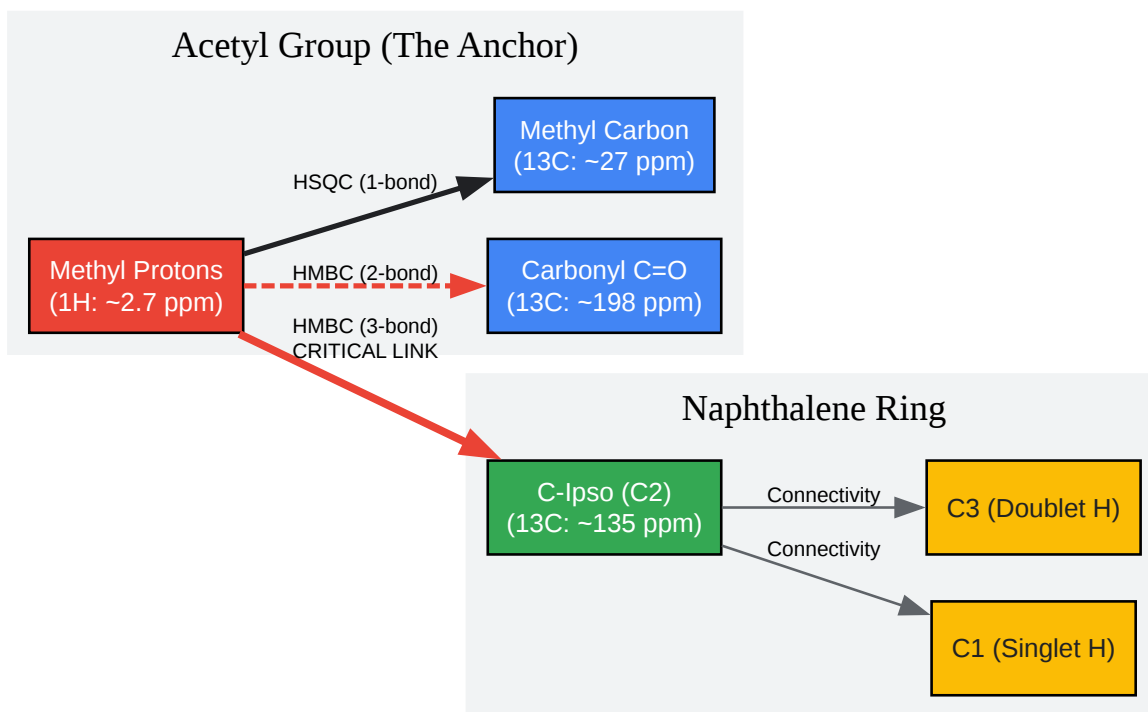 Acetyl Group (The Anchor)
Methyl Carbon
(13C: ~27 ppm)
HSQC (1-bond)
Methyl Protons
(1H: ~2.7 ppm)
HMBC (2-bond)
Carbonyl C=O
(13C: ~198 ppm)
HMBC (3-bond)
CRITICAL LINK
Naphthalene Ring
C-Ipso (C2)
(13C: ~135 ppm)
Connectivity
C3 (Doublet H)
Connectivity
C1 (Singlet H)